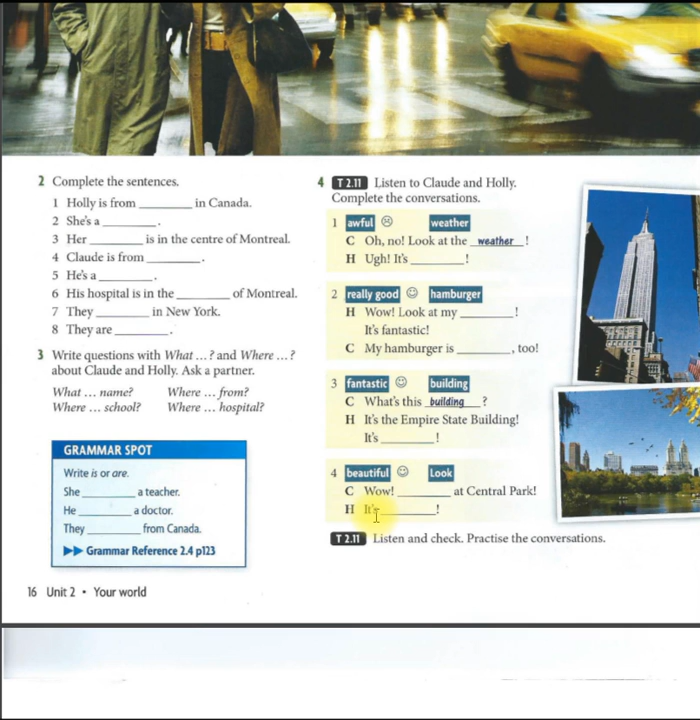 2 Complete the sentences.
1 Holly is from ________ in Canada.
2 She's a ________.
3 Her ________ is in the centre of Montreal.
4 Claude is from ________.
5 He's a ________.
6 His hospital is in the ________ of Montreal.
7 They ________ in New York.
8 They are ________.
3 Write questions with What ... ? and Where ... ?
about Claude and Holly. Ask a partner.
What ... name? Where ... from?
Where ... school? Where ... hospital?
GRAMMAR SPOT
Write is or are.
She ________ a teacher.
He ________ a doctor.
They ________ from Canada.
▶▶ Grammar Reference 2.4 p123
4 T 2.11 Listen to Claude and Holly.
Complete the conversations.
1 awful ☹ weather
C Oh, no! Look at the weather !
H Ugh! It's ________!
2 really good ☺ hamburger
H Wow! Look at my ________!
It's fantastic!
C My hamburger is ________, too!
3 fantastic ☺ building
C What's this building ?
H It's the Empire State Building!
It's ________!
4 beautiful ☺ Look
C Wow! ________ at Central Park!
H It's ________!
T 2.11 Listen and check. Practise the conversations.
16 Unit 2 • Your world